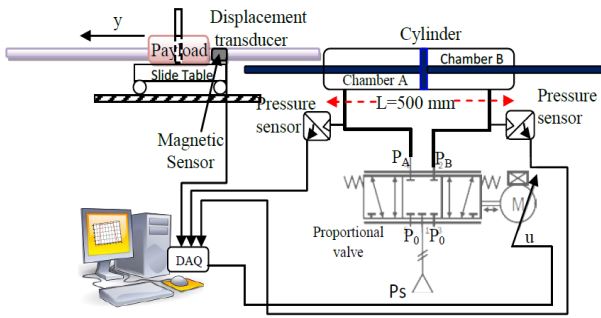 y
Displacement
transducer
Payload
Slide Table
Magnetic
Sensor
Cylinder
Chamber A
Chamber B
L=500 mm
Pressure
sensor
Pressure
sensor
PA
PB
Proportional
valve
P0
P0
Ps
M
u
DAQ